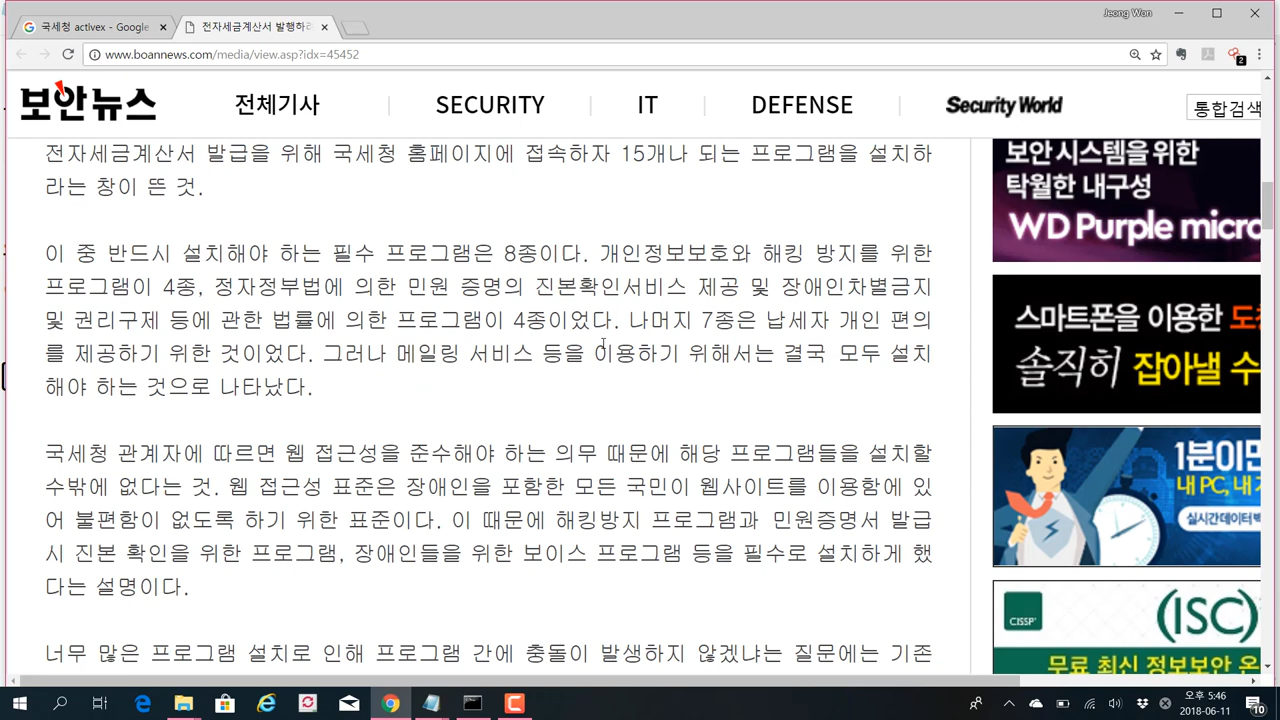 Jeong Won
국세청 activex - Google
전자세금계산서 발행하려
www.boannews.com/media/view.asp?idx=45452
2
보안뉴스
전체기사
SECURITY
IT
DEFENSE
Security World
통합검색
전자세금계산서 발급을 위해 국세청 홈페이지에 접속하자 15개나 되는 프로그램을 설치하
라는 창이 뜬 것.
이 중 반드시 설치해야 하는 필수 프로그램은 8종이다. 개인정보보호와 해킹 방지를 위한
프로그램이 4종, 정자정부법에 의한 민원 증명의 진본확인서비스 제공 및 장애인차별금지
및 권리구제 등에 관한 법률에 의한 프로그램이 4종이었다. 나머지 7종은 납세자 개인 편의
를 제공하기 위한 것이었다. 그러나 메일링 서비스 등을 이용하기 위해서는 결국 모두 설치
해야 하는 것으로 나타났다.
국세청 관계자에 따르면 웹 접근성을 준수해야 하는 의무 때문에 해당 프로그램들을 설치할
수밖에 없다는 것. 웹 접근성 표준은 장애인을 포함한 모든 국민이 웹사이트를 이용함에 있
어 불편함이 없도록 하기 위한 표준이다. 이 때문에 해킹방지 프로그램과 민원증명서 발급
시 진본 확인을 위한 프로그램, 장애인들을 위한 보이스 프로그램 등을 필수로 설치하게 했
다는 설명이다.
너무 많은 프로그램 설치로 인해 프로그램 간에 충돌이 발생하지 않겠냐는 질문에는 기존
보안 시스템을 위한
탁월한 내구성
WD Purple micro
스마트폰을 이용한
솔직히 잡아낼 수
1분이면
내 PC, 내
실시간데이터백
CISSP
(ISC)
무료 최신 정보보안 온
오후 5:46
2018-06-11
10